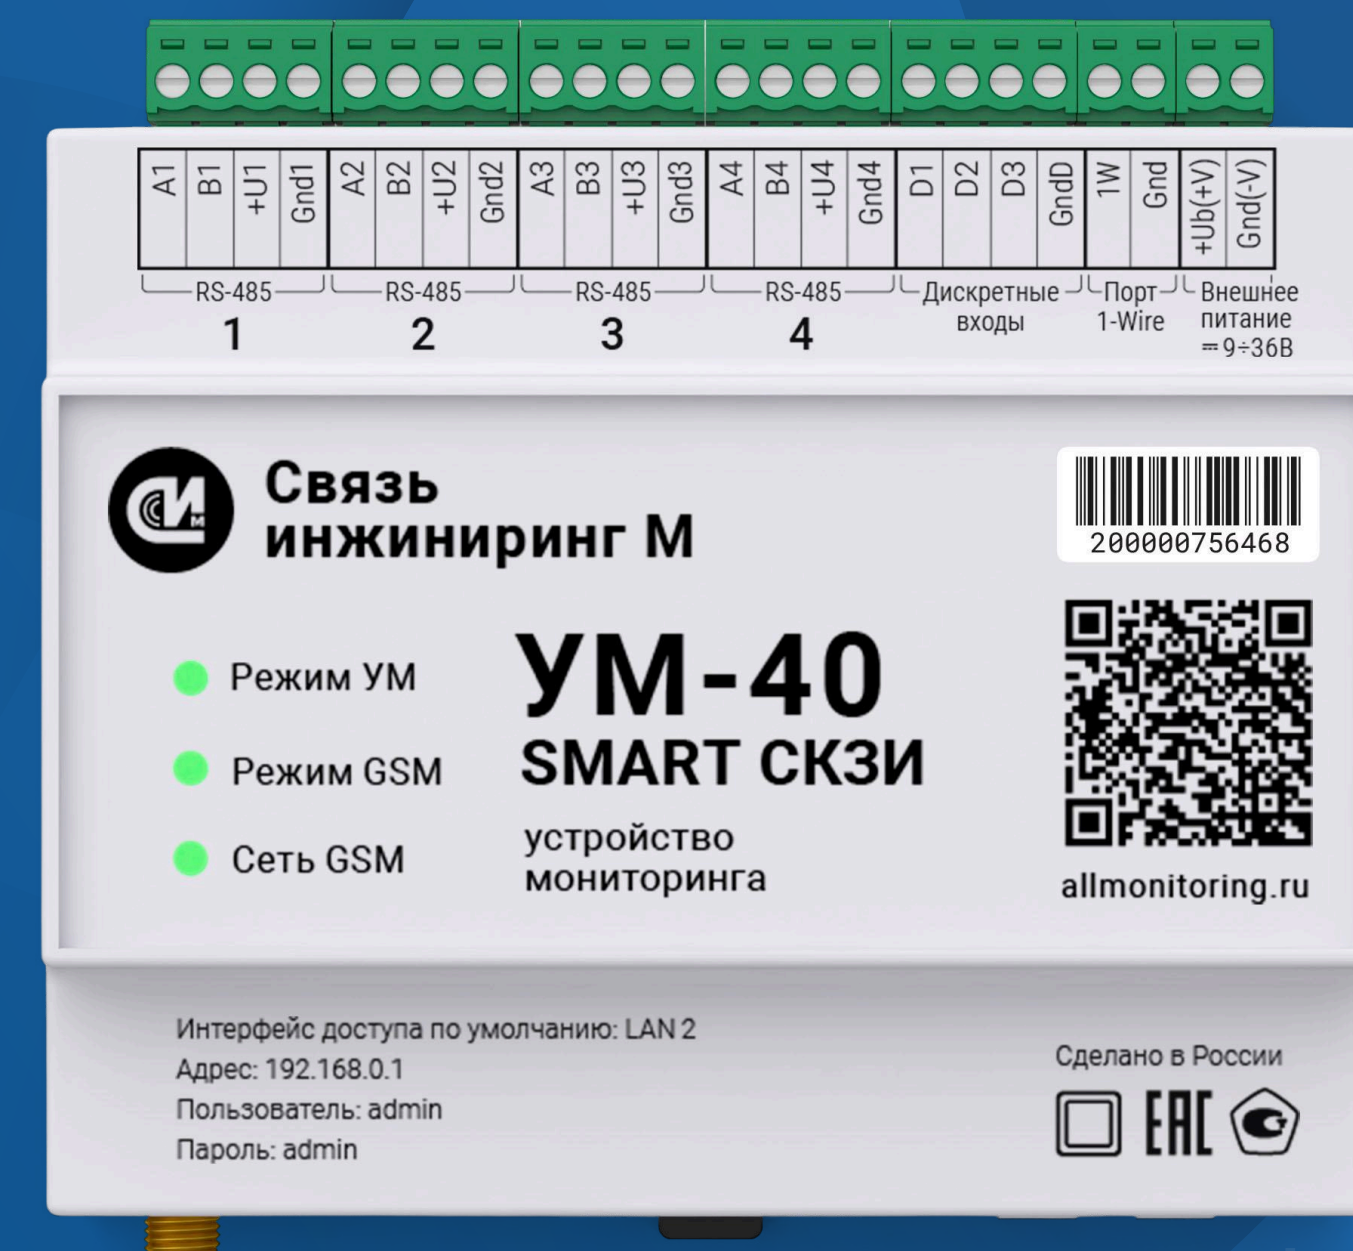 A1 B1 +U1 Gnd1 A2 B2 +U2 Gnd2 A3 B3 +U3 Gnd3 A4 B4 +U4 Gnd4 D1 D2 D3 GndD 1W Gnd +Ub(+V) Gnd(-V)
RS-485 RS-485 RS-485 RS-485 Дискретные Порт Внешнее
1 2 3 4 входы 1-Wire питание
⎓9÷36В
СИМ
Связь
инжиниринг М
200000756468
Режим УМ
Режим GSM
Сеть GSM
УМ-40
SMART СКЗИ
устройство
мониторинга
allmonitoring.ru
Интерфейс доступа по умолчанию: LAN 2
Адрес: 192.168.0.1
Пользователь: admin
Пароль: admin
Сделано в России
EAC